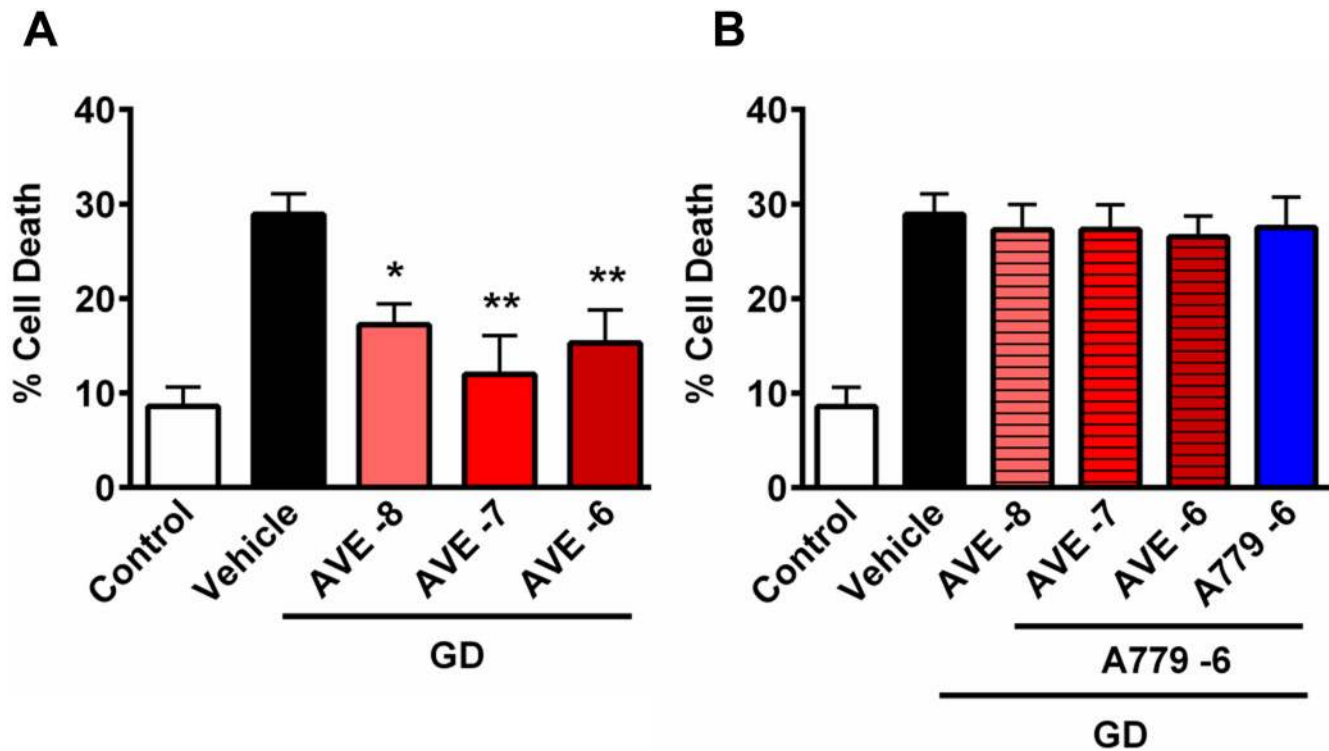 A
% Cell Death
40
30
20
10
0
*
**
**
Control
Vehicle
AVE -8
AVE -7
AVE -6
GD
B
% Cell Death
40
30
20
10
0
Control
Vehicle
AVE -8
AVE -7
AVE -6
A779 -6
A779 -6
GD